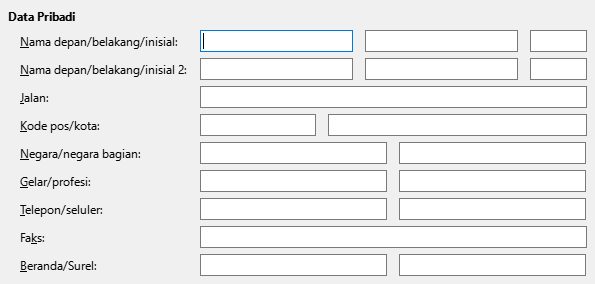 Data Pribadi
Nama depan/belakang/inisial:
Nama depan/belakang/inisial 2:
Jalan:
Kode pos/kota:
Negara/negara bagian:
Gelar/profesi:
Telepon/seluler:
Faks:
Beranda/Surel: